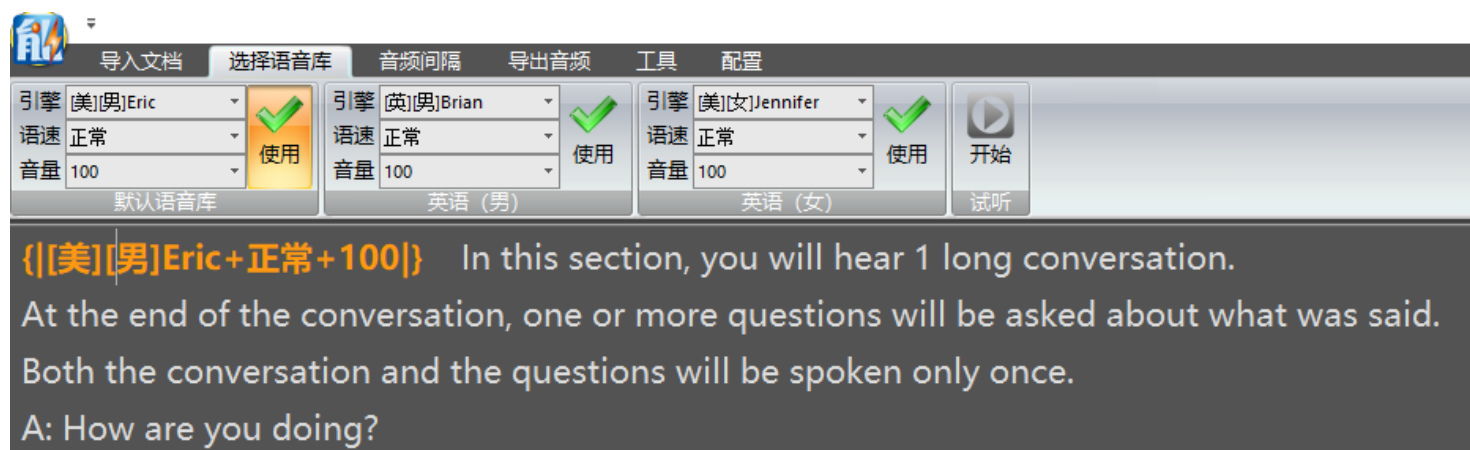 能
导入文档 选择语音库 音频间隔 导出音频 工具 配置
引擎 [美][男]Eric 引擎 [英][男]Brian 引擎 [美][女]Jennifer
语速 正常 使用 语速 正常 使用 语速 正常 使用 开始
音量 100 音量 100 音量 100
默认语音库 英语（男） 英语（女） 试听
{|[美][男]Eric+正常+100|} In this section, you will hear 1 long conversation.
At the end of the conversation, one or more questions will be asked about what was said.
Both the conversation and the questions will be spoken only once.
A: How are you doing?